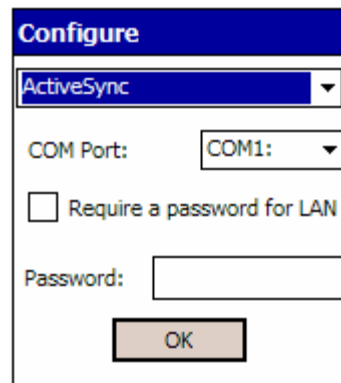 Configure
ActiveSync
COM Port: COM1:
Require a password for LAN
Password:
OK